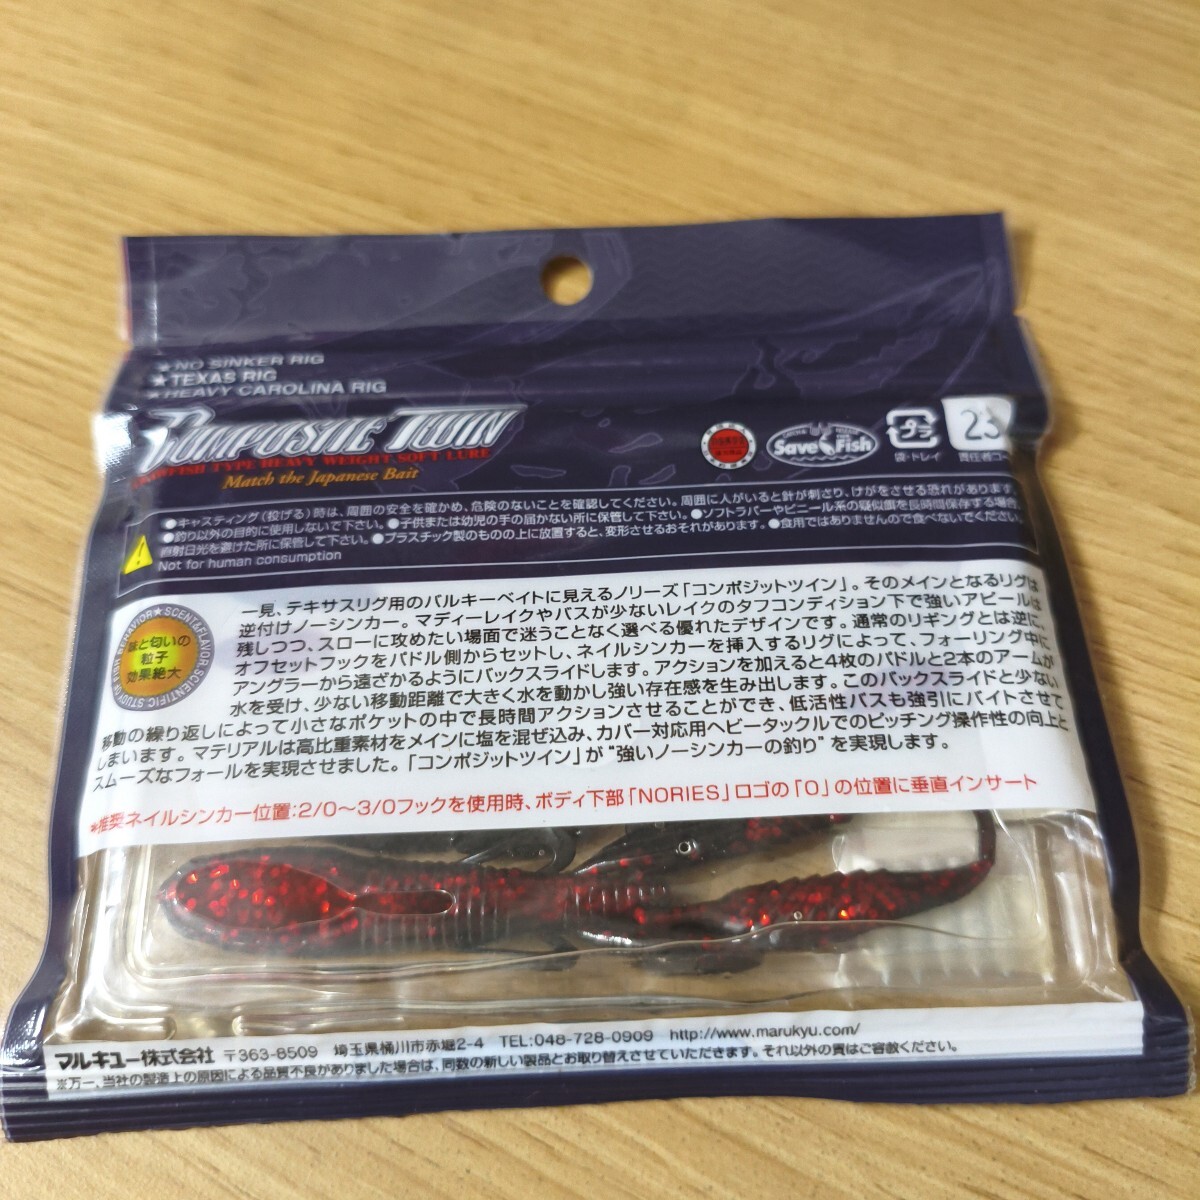 ★NO SINKER RIG
★TEXAS RIG
★HEAVY CAROLINA RIG
COMPOSITE TWIN
CRAWFISH TYPE HEAVY WEIGHT SOFT LURE
Match the Japanese Bait
Save Fish
プラ
袋・トレイ
23
●キャスティング(投げる)時は、周囲の安全を確かめ、危険のないことを確認してください。周囲に人がいると針が刺さり、けがをさせる恐れがあります。
●釣り以外の目的に使用しないで下さい。●子供または幼児の手の届かない所に保管して下さい。●ソフトラバーやビニール系の疑似餌を長時間保存する場合、
直射日光を避けた所に保管して下さい。●プラスチック製のものの上に放置すると、変形させるおそれがあります。●食用ではありませんので食べないでください。
Not for human consumption
味と匂いの
粒子
効果絶大
一見、テキサスリグ用のバルキーベイトに見えるノリーズ「コンポジットツイン」。そのメインとなるリグは
逆付けノーシンカー。マディーレイクやバスが少ないレイクのタフコンディション下で強いアピールは
残しつつ、スローに攻めたい場面で迷うことなく選べる優れたデザインです。通常のリギングとは逆に、
オフセットフックをパドル側からセットし、ネイルシンカーを挿入するリグによって、フォーリング中に
アングラーから遠ざかるようにバックスライドします。アクションを加えると4枚のパドルと2本のアームが
水を受け、少ない移動距離で大きく水を動かし強い存在感を生み出します。このバックスライドと少ない
移動の繰り返しによって小さなポケットの中で長時間アクションさせることができ、低活性バスも強引にバイトさせて
しまいます。マテリアルは高比重素材をメインに塩を混ぜ込み、カバー対応用ヘビータックルでのピッチング操作性の向上と
スムーズなフォールを実現させました。「コンポジットツイン」が“強いノーシンカーの釣り”を実現します。
*推奨ネイルシンカー位置:2/0～3/0フックを使用時、ボディ下部「NORIES」ロゴの「O」の位置に垂直インサート
マルキユー株式会社 〒363-8509 埼玉県桶川市赤堀2-4 TEL:048-728-0909 http://www.marukyu.com/
※万一、当社の製造上の原因による品質不良がありました場合は、同数の新しい製品とお取り替えさせていただきます。それ以外の責はご容赦ください。